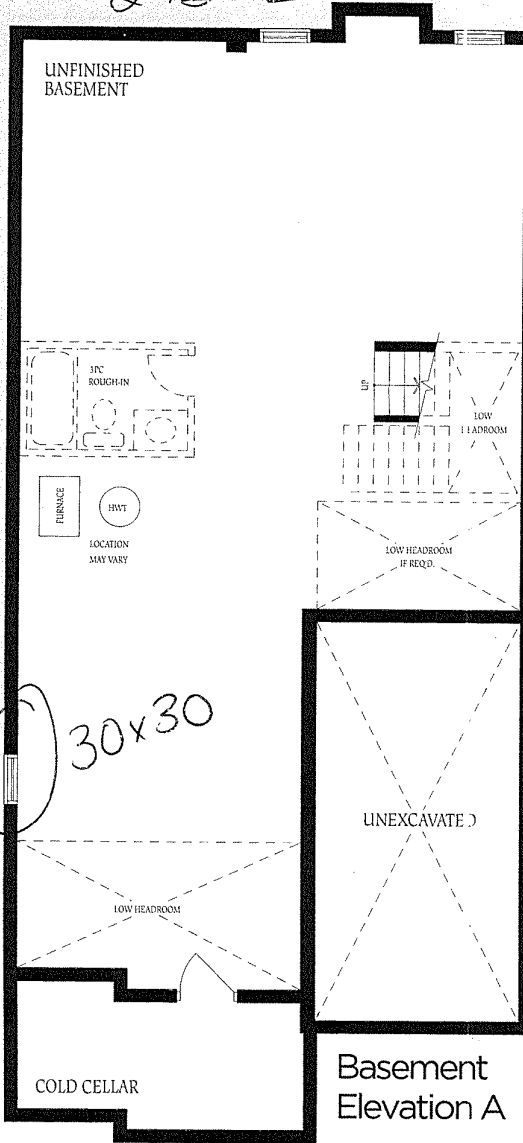 UNFINISHED
BASEMENT
3PC
ROUGH-IN
UP
LOW
HEADROOM
FURNACE
HWT
LOCATION
MAY VARY
LOW HEADROOM
IF REQ'D.
30x30
UNEXCAVATED
LOW HEADROOM
COLD CELLAR
Basement
Elevation A